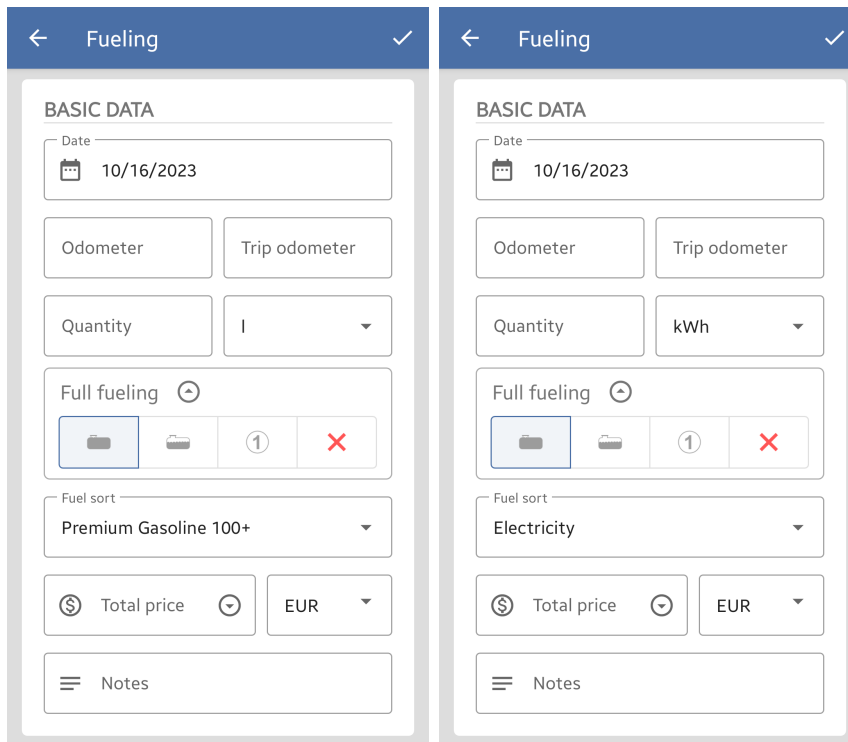 Fueling
BASIC DATA
Date
10/16/2023
Odometer
Trip odometer
Quantity
l
Full fueling
1
Fuel sort
Premium Gasoline 100+
$ Total price
EUR
Notes
Fueling
BASIC DATA
Date
10/16/2023
Odometer
Trip odometer
Quantity
kWh
Full fueling
1
Fuel sort
Electricity
$ Total price
EUR
Notes